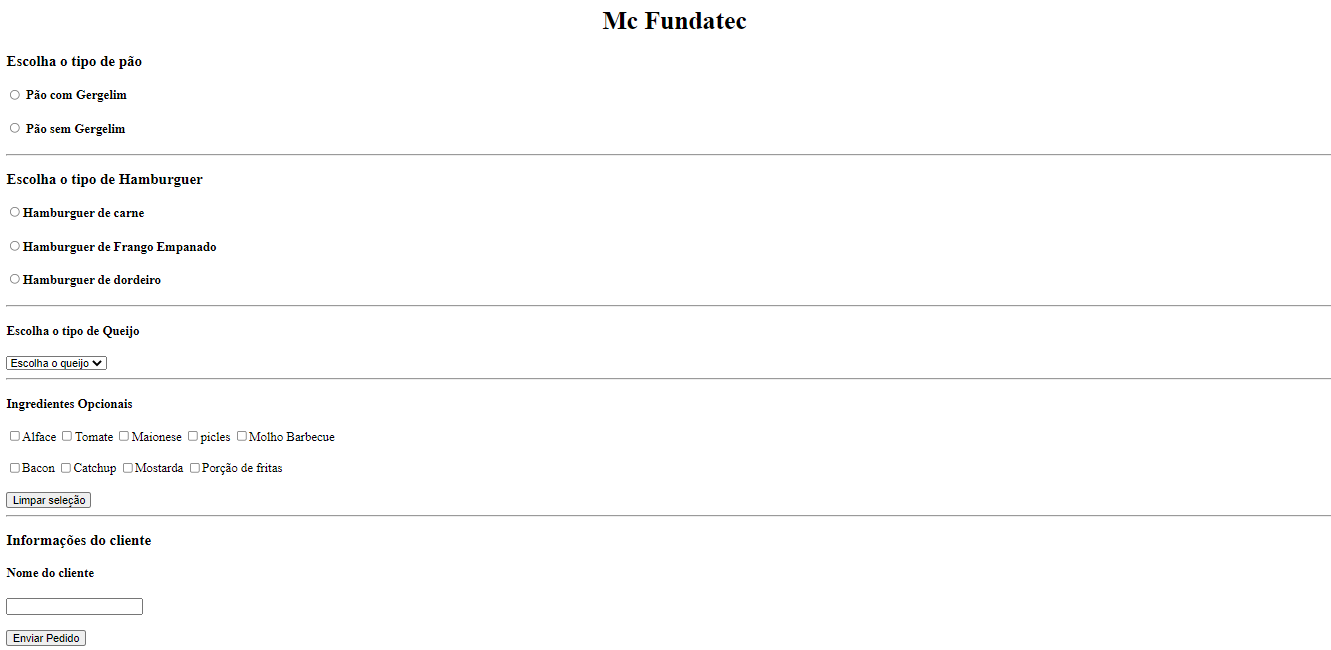 Mc Fundatec
Escolha o tipo de pão
Pão com Gergelim
Pão sem Gergelim
Escolha o tipo de Hamburguer
Hamburguer de carne
Hamburguer de Frango Empanado
Hamburguer de dordeiro
Escolha o tipo de Queijo
Escolha o queijo
Ingredientes Opcionais
Alface Tomate Maionese picles Molho Barbecue
Bacon Catchup Mostarda Porção de fritas
Limpar seleção
Informações do cliente
Nome do cliente
Enviar Pedido